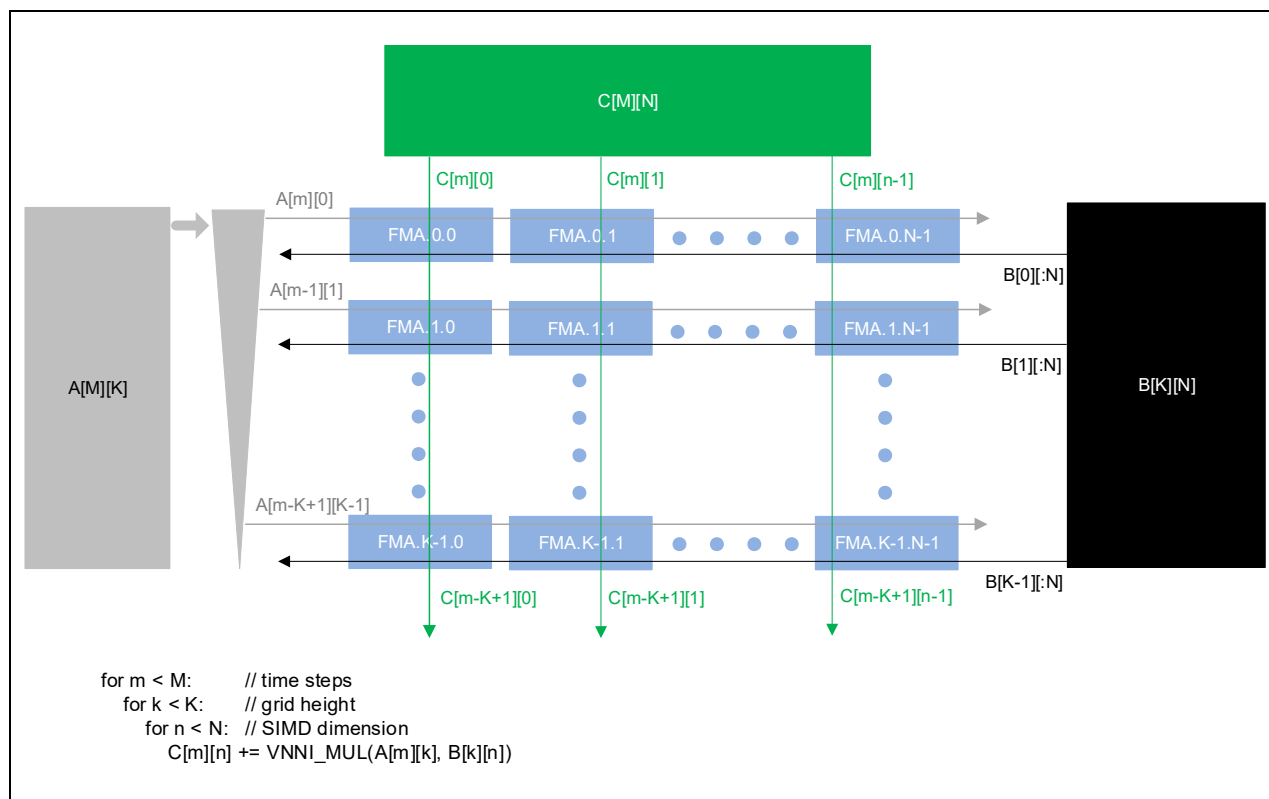 C[M][N]
C[m][0]
C[m][1]
C[m][n-1]
A[m][0]
FMA.0.0
FMA.0.1
FMA.0.N-1
B[0][:N]
A[m-1][1]
FMA.1.0
FMA.1.1
FMA.1.N-1
B[1][:N]
A[M][K]
B[K][N]
A[m-K+1][K-1]
FMA.K-1.0
FMA.K-1.1
FMA.K-1.N-1
B[K-1][:N]
C[m-K+1][0]
C[m-K+1][1]
C[m-K+1][n-1]
for m < M: // time steps
for k < K: // grid height
for n < N: // SIMD dimension
C[m][n] += VNNI_MUL(A[m][k], B[k][n])